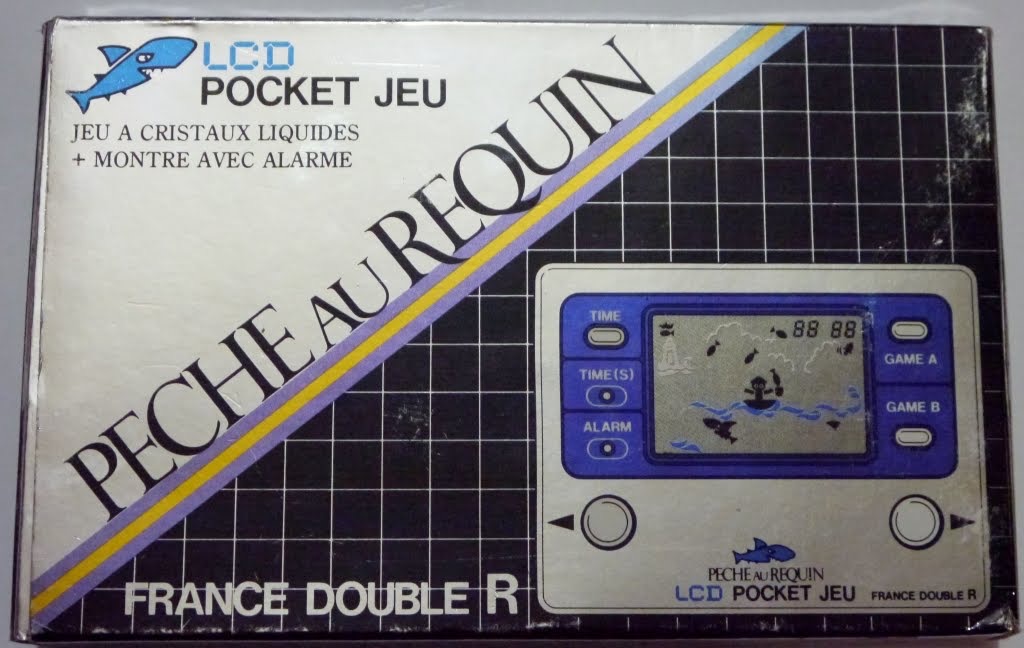 LCD
POCKET JEU
JEU A CRISTAUX LIQUIDES
+ MONTRE AVEC ALARME
PECHE AU REQUIN
TIME
TIME(S)
ALARM
88 88
GAME A
GAME B
PECHE AU REQUIN
LCD POCKET JEU
FRANCE DOUBLE R
FRANCE DOUBLE R